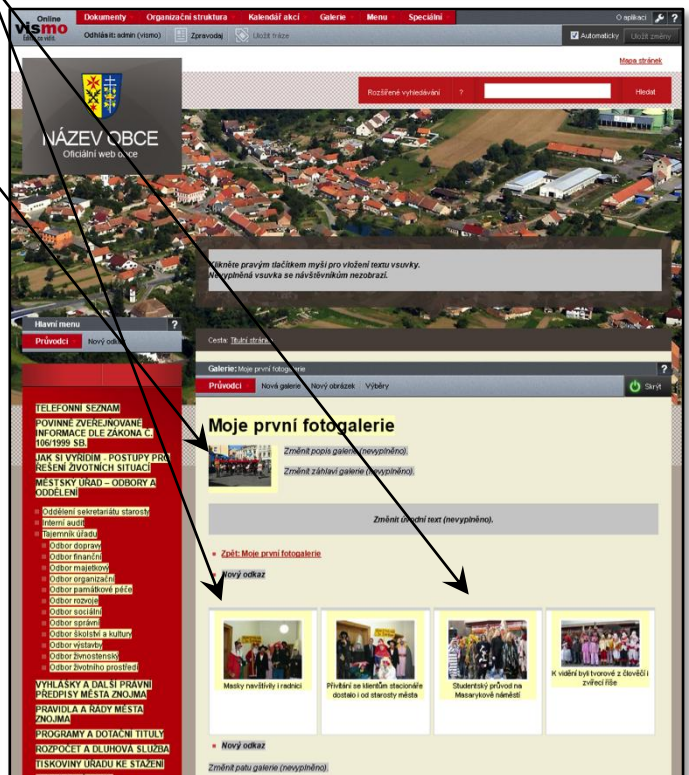 Online
vismo
Dokumenty
Organizační struktura
Kalendář akcí
Galerie
Menu
Speciální
O aplikaci
?
Odhlásit: admin (vismo)
Zpravodaj
Uložit fráze
Automaticky
Uložit změny
Mapa stránek
Rozšířené vyhledávání
?
Hledat
NÁZEV OBCE
Oficiální web obce
Klikněte pravým tlačítkem myši pro vložení textu vsuvky.
Nevyplněná vsuvka se návštěvníkům nezobrazí.
Hlavní menu
?
Průvodci
Nový odkaz
Cesta: Titulní stránka
Galerie: Moje první fotogalerie
?
Průvodci
Nová galerie
Nový obrázek
Výběry
Skrýt
TELEFONNÍ SEZNAM
POVINNĚ ZVEŘEJŇOVANÉ
INFORMACE DLE ZÁKONA Č.
106/1999 SB.
JAK SI VYŘÍDÍM - POSTUPY PRO
ŘEŠENÍ ŽIVOTNÍCH SITUACÍ
MĚSTSKÝ ÚŘAD – ODBORY A
ODDĚLENÍ
Oddělení sekretariátu starosty
Interní audit
Tajemník úřadu
Odbor dopravy
Odbor finanční
Odbor majetkový
Odbor organizační
Odbor památkové péče
Odbor rozvoje
Odbor sociální
Odbor správní
Odbor školství a kultury
Odbor výstavby
Odbor živnostenský
Odbor životního prostředí
VYHLÁŠKY A DALŠÍ PRÁVNÍ
PŘEDPISY MĚSTA ZNOJMA
PRAVIDLA A ŘÁDY MĚSTA
ZNOJMA
PROGRAMY A DOTAČNÍ TITULY
ROZPOČET A DLUHOVÁ SLUŽBA
TISKOVINY ÚŘADU KE STAŽENÍ
Moje první fotogalerie
Změnit popis galerie (nevyplněno).
Změnit záhlaví galerie (nevyplněno).
Změnit úvodní text (nevyplněno).
Zpět: Moje první fotogalerie
Nový odkaz
Masky navštívily i radnici
Přivítání se klientům stacionáře
dostalo i od starosty města
Studentský průvod na
Masarykově náměstí
K vidění byli tvorové z člověčí i
zvířecí říše
Nový odkaz
Změnit patu galerie (nevyplněno).